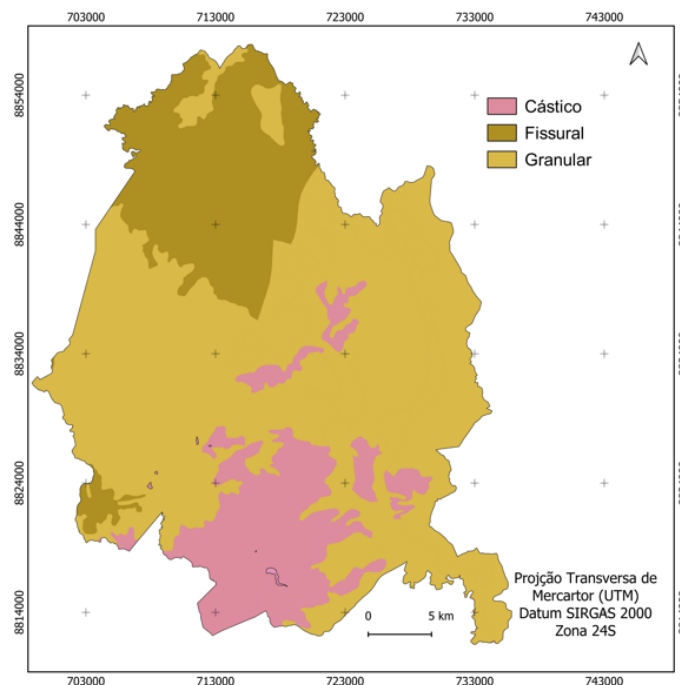 703000 713000 723000 733000 743000
8854000
8844000
8834000
8824000
8814000
Cástico
Fissural
Granular
0 5 km
Projção Transversa de
Mercartor (UTM)
Datum SIRGAS 2000
Zona 24S
703000 713000 723000 733000 743000